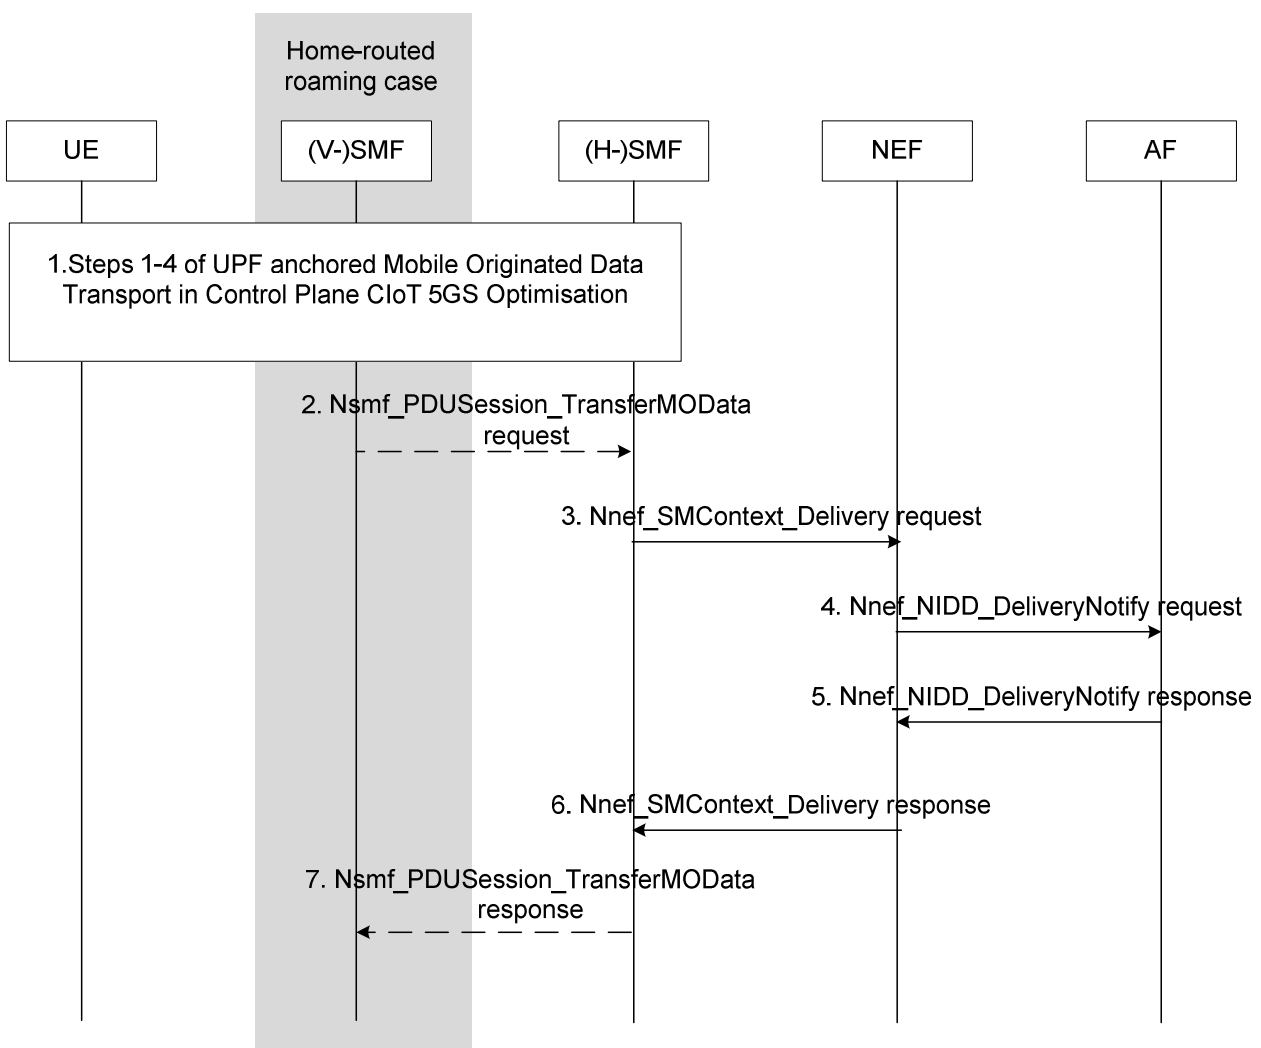 Home-routed
roaming case
UE
(V-)SMF
(H-)SMF
NEF
AF
1.Steps 1-4 of UPF anchored Mobile Originated Data
Transport in Control Plane CIoT 5GS Optimisation
2. Nsmf_PDUSession_TransferMOData
request
3. Nnef_SMContext_Delivery request
4. Nnef_NIDD_DeliveryNotify request
5. Nnef_NIDD_DeliveryNotify response
6. Nnef_SMContext_Delivery response
7. Nsmf_PDUSession_TransferMOData
response